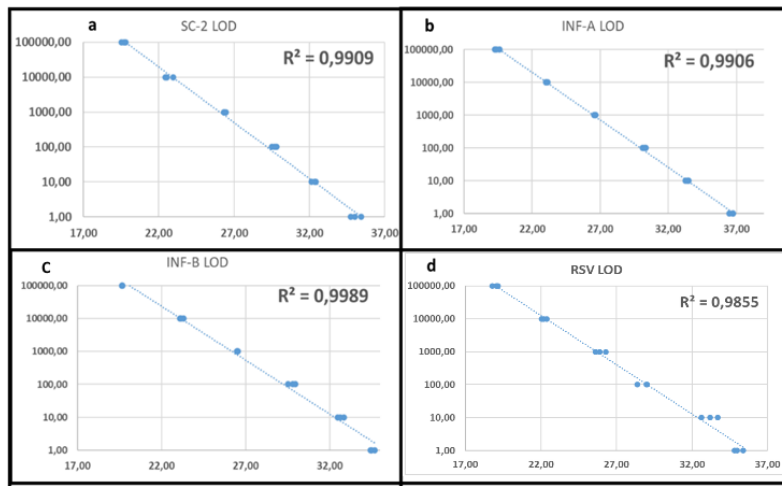 a
SC-2 LOD
R² = 0,9909
100000,00
10000,00
1000,00
100,00
10,00
1,00
17,00 22,00 27,00 32,00 37,00
b
INF-A LOD
R² = 0,9906
100000,00
10000,00
1000,00
100,00
10,00
1,00
17,00 22,00 27,00 32,00 37,00
c
INF-B LOD
R² = 0,9989
100000,00
10000,00
1000,00
100,00
10,00
1,00
17,00 22,00 27,00 32,00
d
RSV LOD
R² = 0,9855
100000,00
10000,00
1000,00
100,00
10,00
1,00
17,00 22,00 27,00 32,00 37,00